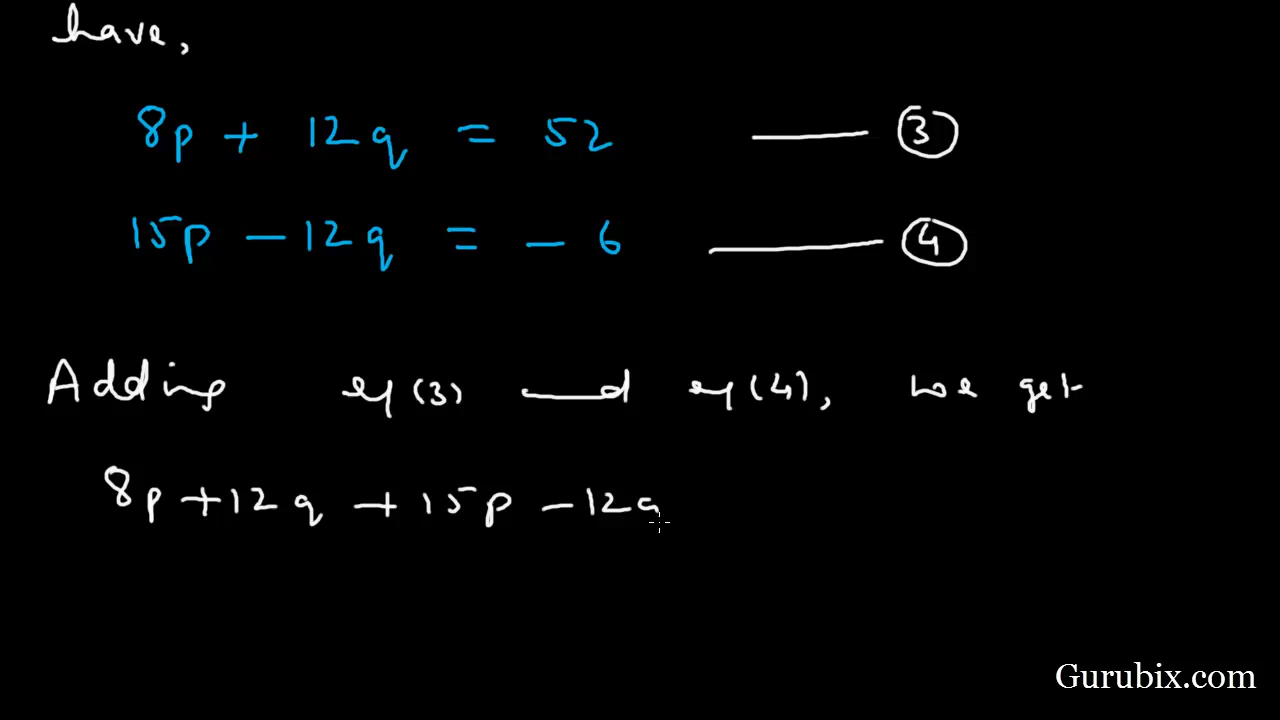 have,
8p + 12q = 52 —— 3
15p - 12q = - 6 —— 4
Adding eq(3) and eq(4), we get
8p + 12q + 15p - 12q
Gurubix.com